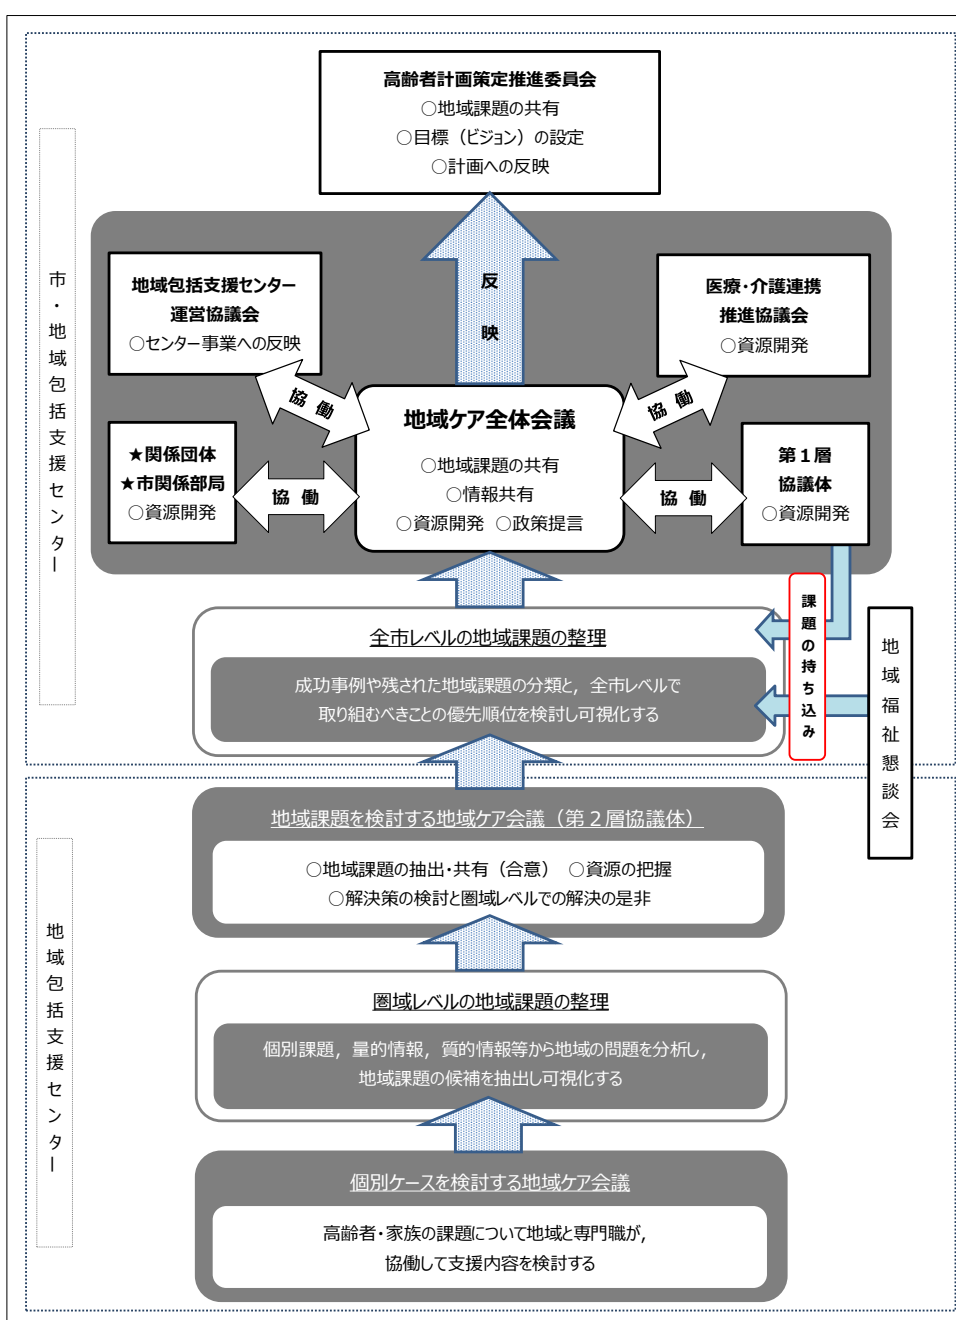 高齢者計画策定推進委員会
○地域課題の共有
○目標（ビジョン）の設定
○計画への反映
市・地域包括支援センター
反映
地域包括支援センター
運営協議会
○センター事業への反映
医療・介護連携
推進協議会
○資源開発
協働
協働
地域ケア全体会議
○地域課題の共有
○情報共有
○資源開発 ○政策提言
★関係団体
★市関係部局
○資源開発
協働
協働
第１層
協議体
○資源開発
課題の持ち込み
地域福祉懇談会
全市レベルの地域課題の整理
成功事例や残された地域課題の分類と，全市レベルで
取り組むべきことの優先順位を検討し可視化する
地域包括支援センター
地域課題を検討する地域ケア会議（第２層協議体）
○地域課題の抽出・共有（合意） ○資源の把握
○解決策の検討と圏域レベルでの解決の是非
圏域レベルの地域課題の整理
個別課題，量的情報，質的情報等から地域の問題を分析し，
地域課題の候補を抽出し可視化する
個別ケースを検討する地域ケア会議
高齢者・家族の課題について地域と専門職が，
協働して支援内容を検討する